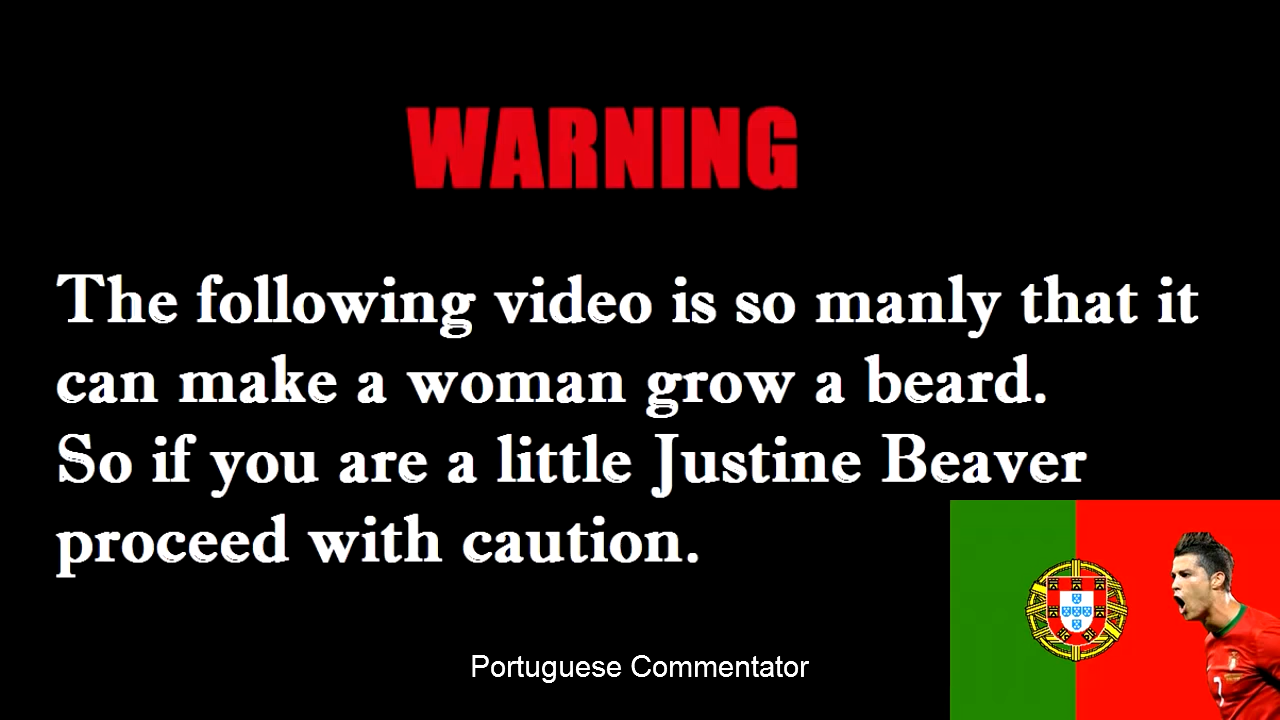 WARNING
The following video is so manly that it
can make a woman grow a beard.
So if you are a little Justine Beaver
proceed with caution.
Portuguese Commentator
7